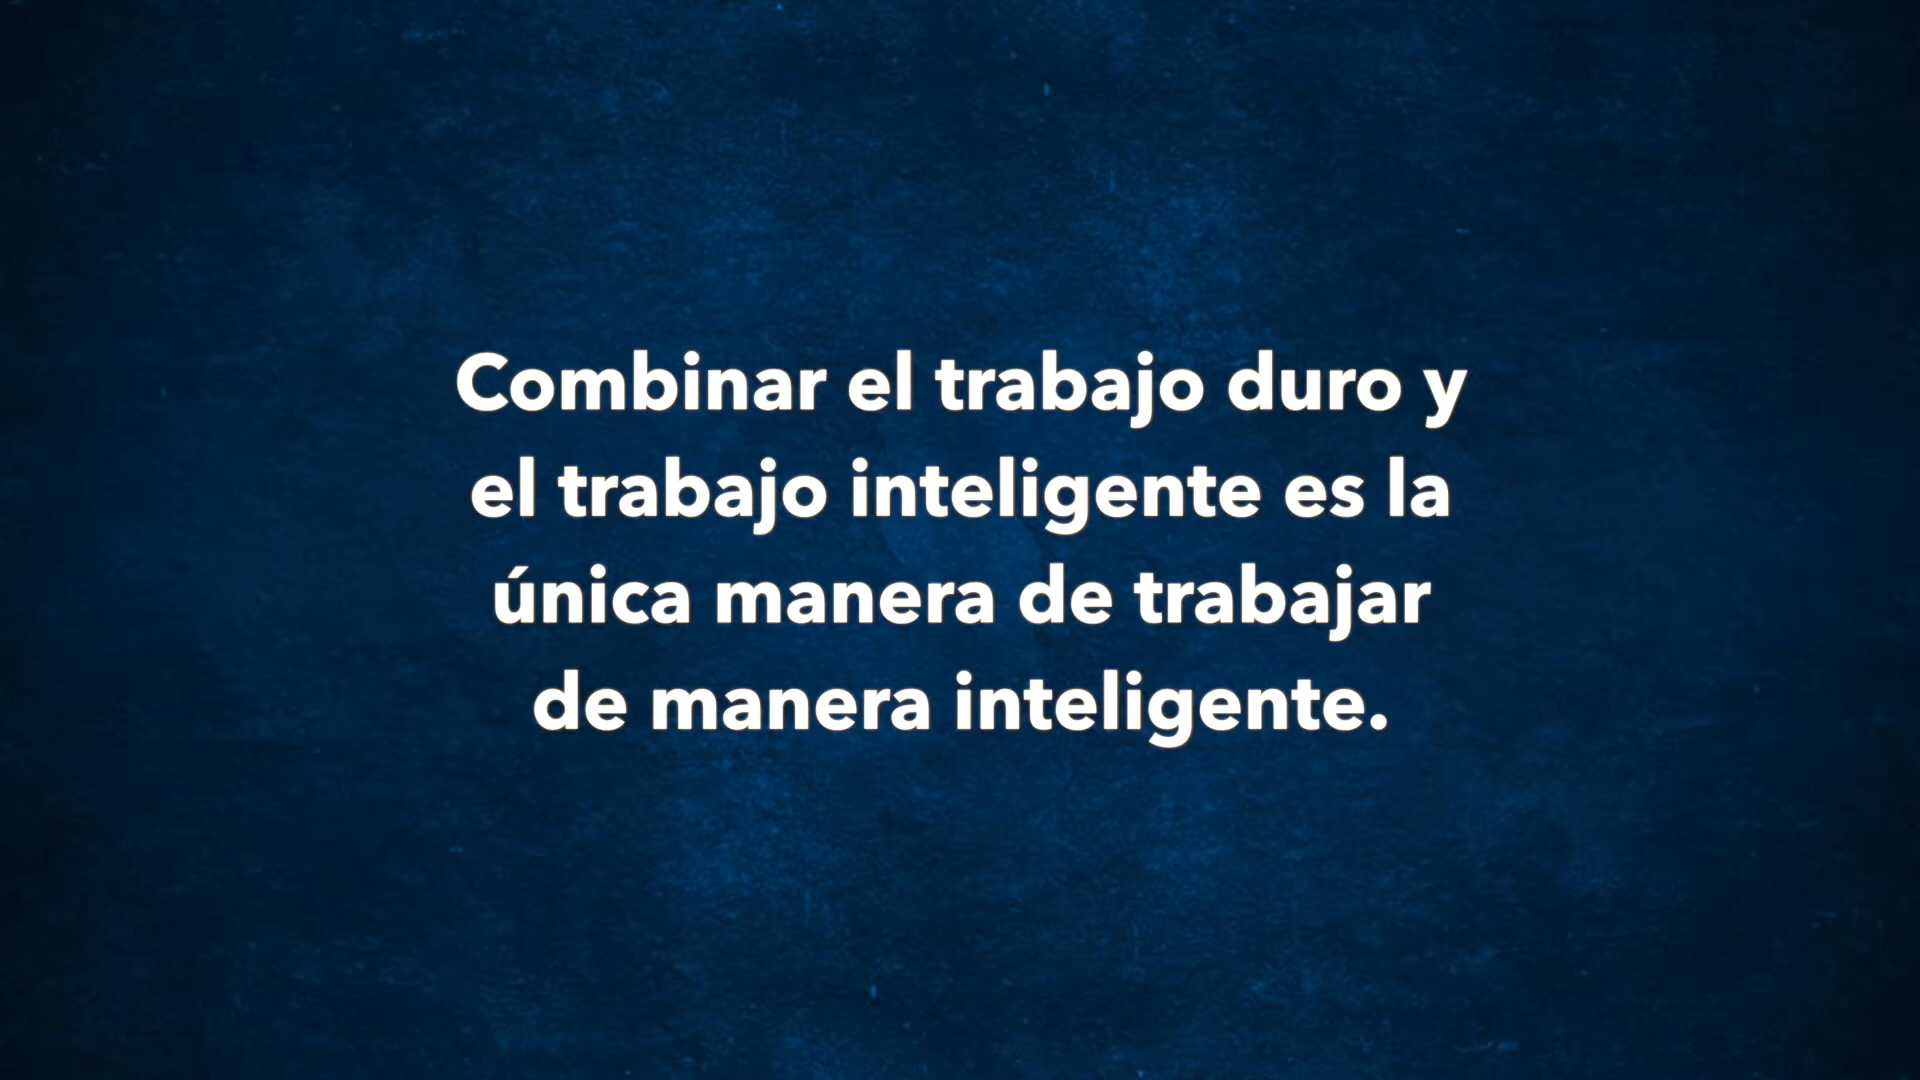 Combinar el trabajo duro y
el trabajo inteligente es la
única manera de trabajar
de manera inteligente.